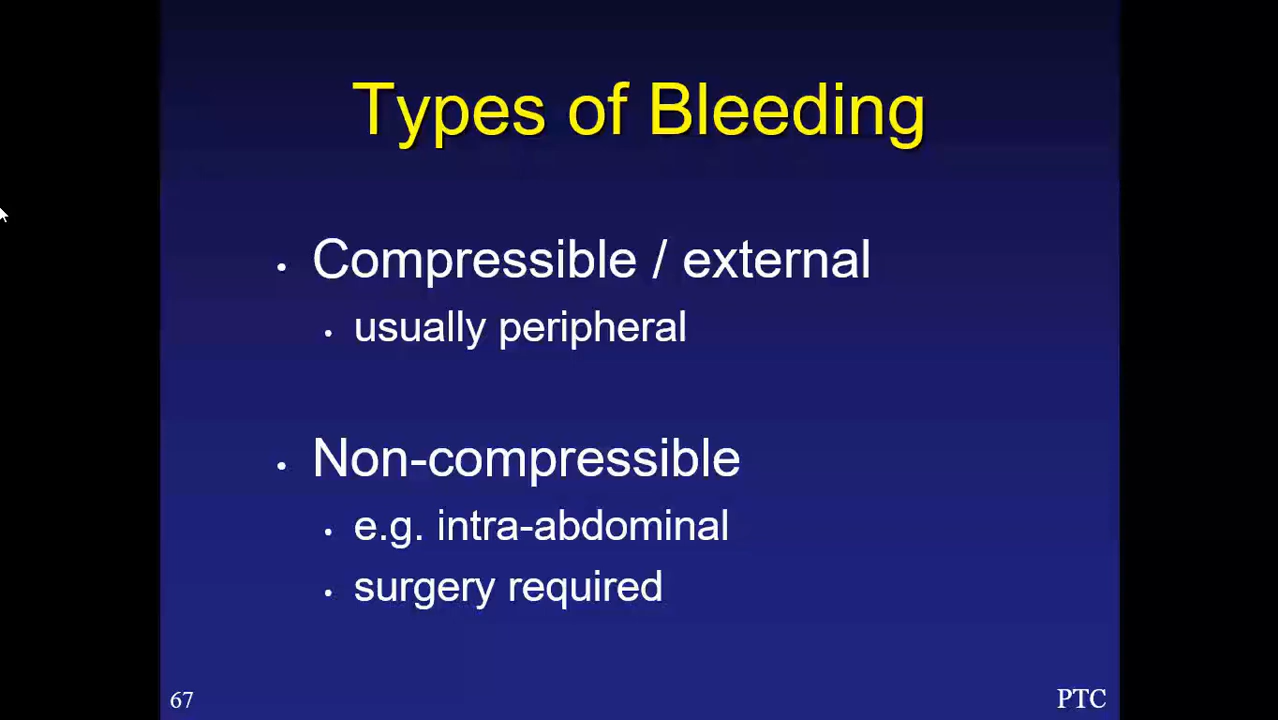 Types of Bleeding
• Compressible / external
• usually peripheral
• Non-compressible
• e.g. intra-abdominal
• surgery required
67
PTC